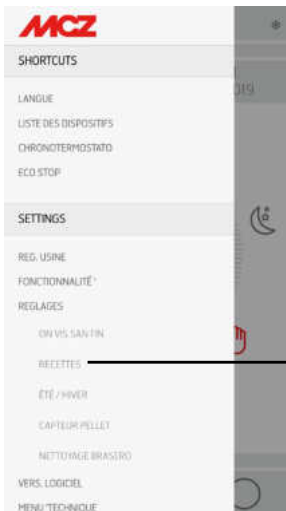 MCZ
SHORTCUTS
LANGUE
LISTE DES DISPOSITIFS
CHRONOTERMOSTATO
ECO STOP
SETTINGS
REG. USINE
FONCTIONNALITÉ'
REGLAGES
ON VIS SAN FIN
RECETTES
ÉTÉ / HIVER
CAPTEUR PELLET
NETTOYAGE BRASERO
VERS. LOGICIEL
MENU 'TECHNIQUE
019